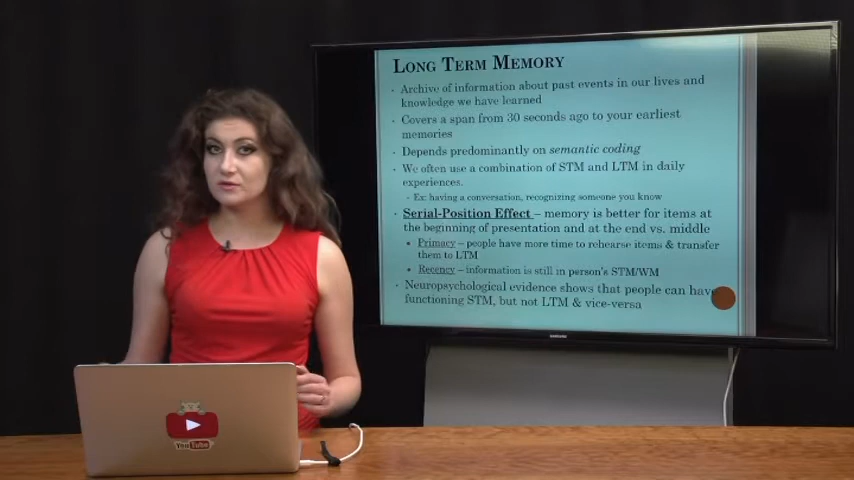 LONG TERM MEMORY
Archive of information about past events in our lives and
knowledge we have learned
Covers a span from 30 seconds ago to your earliest
memories
Depends predominantly on semantic coding
We often use a combination of STM and LTM in daily
experiences.
Ex: having a conversation, recognizing someone you know
Serial-Position Effect – memory is better for items at
the beginning of presentation and at the end vs. middle
Primacy – people have more time to rehearse items & transfer
them to LTM
Recency – information is still in person's STM/WM
Neuropsychological evidence shows that people can have
functioning STM, but not LTM & vice-versa
SAMSUNG
YouTube